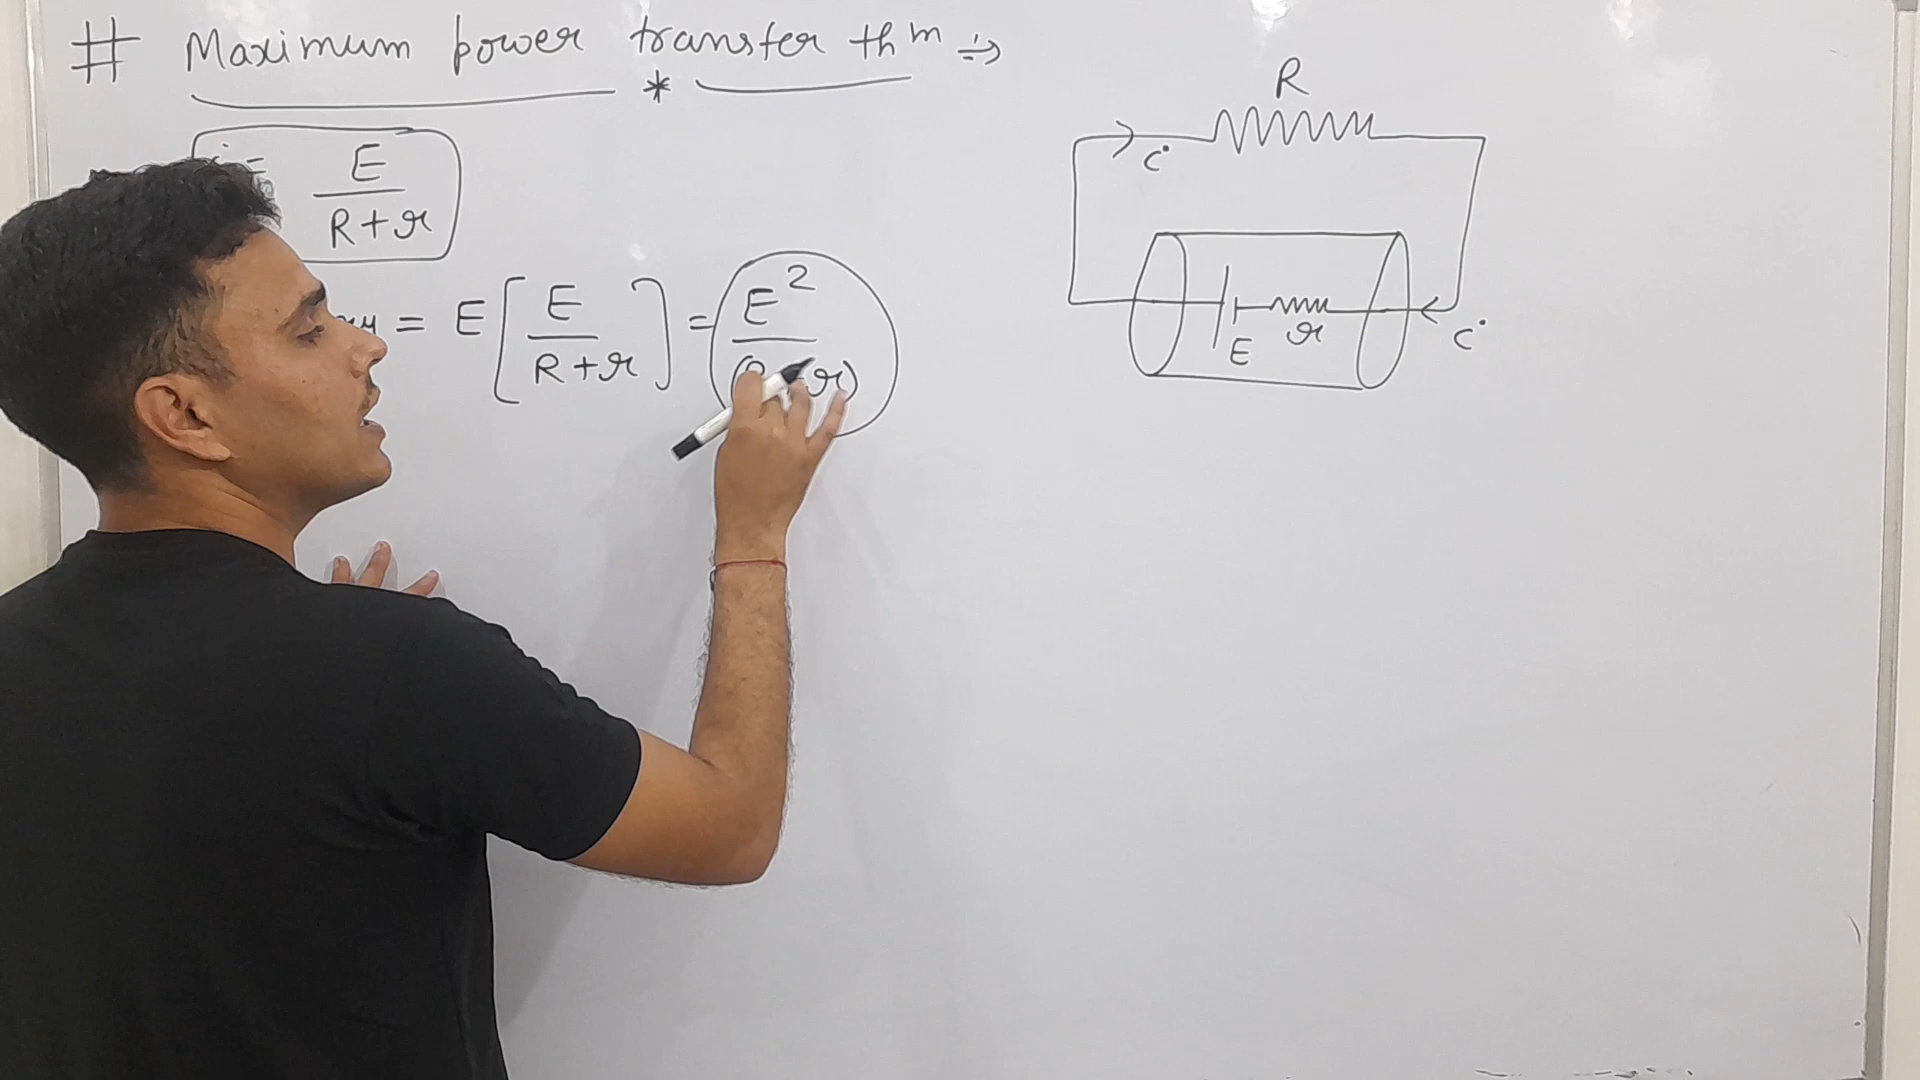 # Maximum power transfer thm ⇒
*
i = E / R+r
= E [ E / R+r ] = E² / ( r)
R
i
E
r
i